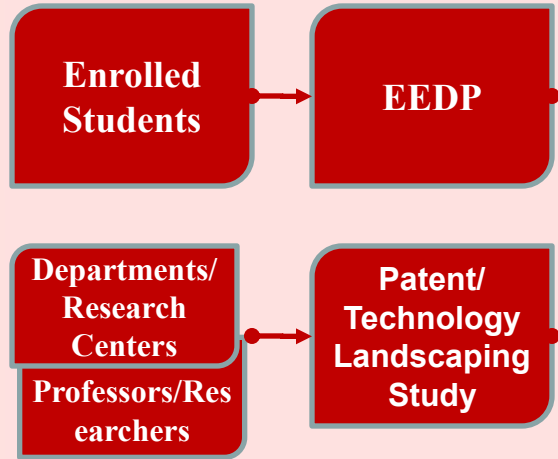 Enrolled
Students
EEDP
Departments/
Research
Centers
Professors/Res
earchers
Patent/
Technology
Landscaping
Study